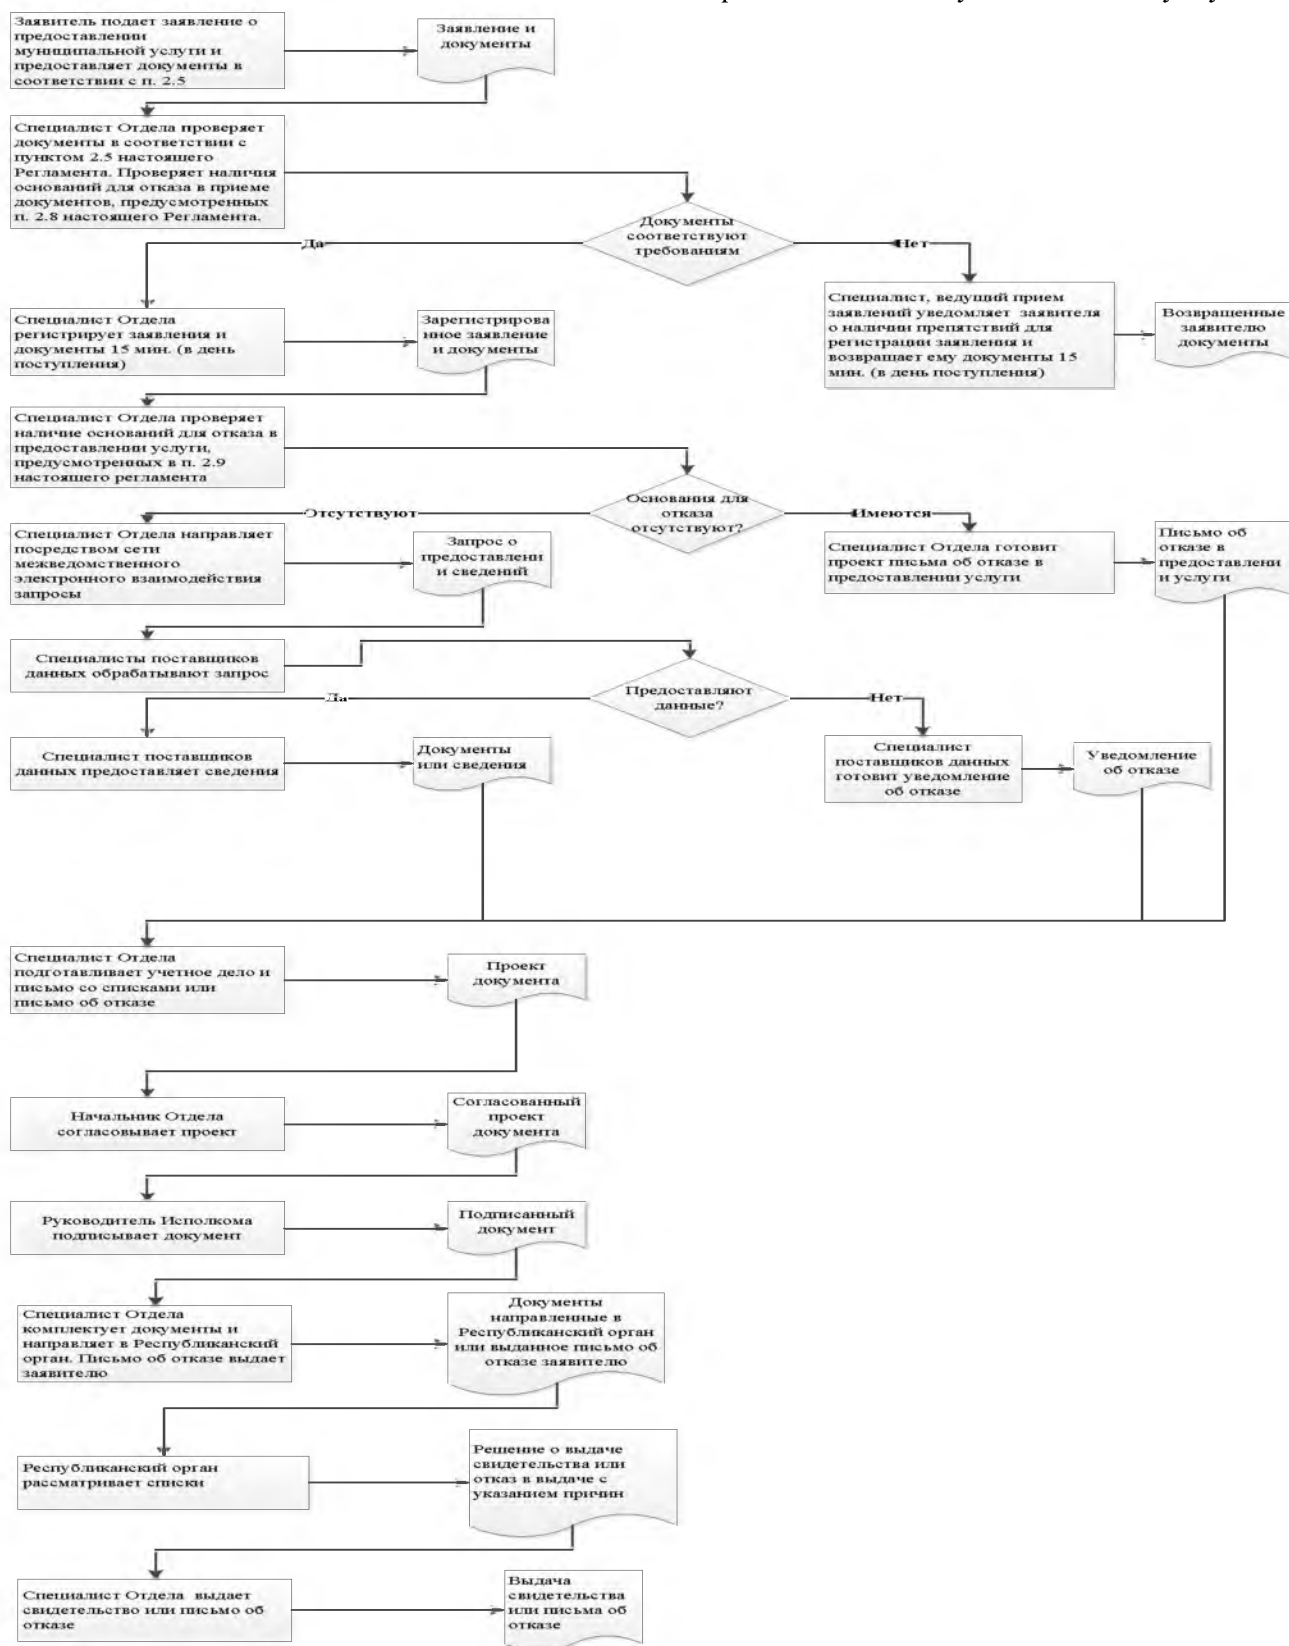 Заявитель подает заявление о
предоставлении
муниципальной услуги и
предоставляет документы в
соответствии с п. 2.5
Заявление и
документы
Специалист Отдела проверяет
документы в соответствии с
пунктом 2.5 настоящего
Регламента. Проверяет наличия
оснований для отказа в приеме
документов, предусмотренных
п. 2.8 настоящего Регламента.
Документы
соответствуют
требованиям
Да
Нет
Специалист Отдела
регистрирует заявления и
документы 15 мин. (в день
поступления)
Зарегистрирова
нное заявление
и документы
Специалист, ведущий прием
заявлений уведомляет заявителя
о наличии препятствий для
регистрации заявления и
возвращает ему документы 15
мин. (в день поступления)
Возвращенные
заявителю
документы
Специалист Отдела проверяет
наличие оснований для отказа в
предоставлении услуги,
предусмотренных в п. 2.9
настоящего регламента
Основания для
отказа
отсутствуют?
Отсутствуют
Имеются
Специалист Отдела направляет
посредством сети
межведомственного
электронного взаимодействия
запросы
Запрос о
предоставлени
и сведений
Специалист Отдела готовит
проект письма об отказе в
предоставлении услуги
Письмо об
отказе в
предоставлени
и услуги
Специалисты поставщиков
данных обрабатывают запрос
Предоставляют
данные?
Да
Нет
Специалист поставщиков
данных предоставляет сведения
Документы
или сведения
Специалист
поставщиков данных
готовит уведомление
об отказе
Уведомление
об отказе
Специалист Отдела
подготавливает учетное дело и
письмо со списками или
письмо об отказе
Проект
документа
Начальник Отдела
согласовывает проект
Согласованный
проект
документа
Руководитель Исполкома
подписывает документ
Подписанный
документ
Специалист Отдела
комплектует документы и
направляет в Республиканский
орган. Письмо об отказе выдает
заявителю
Документы
направленные в
Республиканский орган
или выданное письмо об
отказе заявителю
Республиканский орган
рассматривает списки
Решение о выдаче
свидетельства или
отказ в выдаче с
указанием причин
Специалист Отдела выдает
свидетельство или письмо об
отказе
Выдача
свидетельства
или письма об
отказе